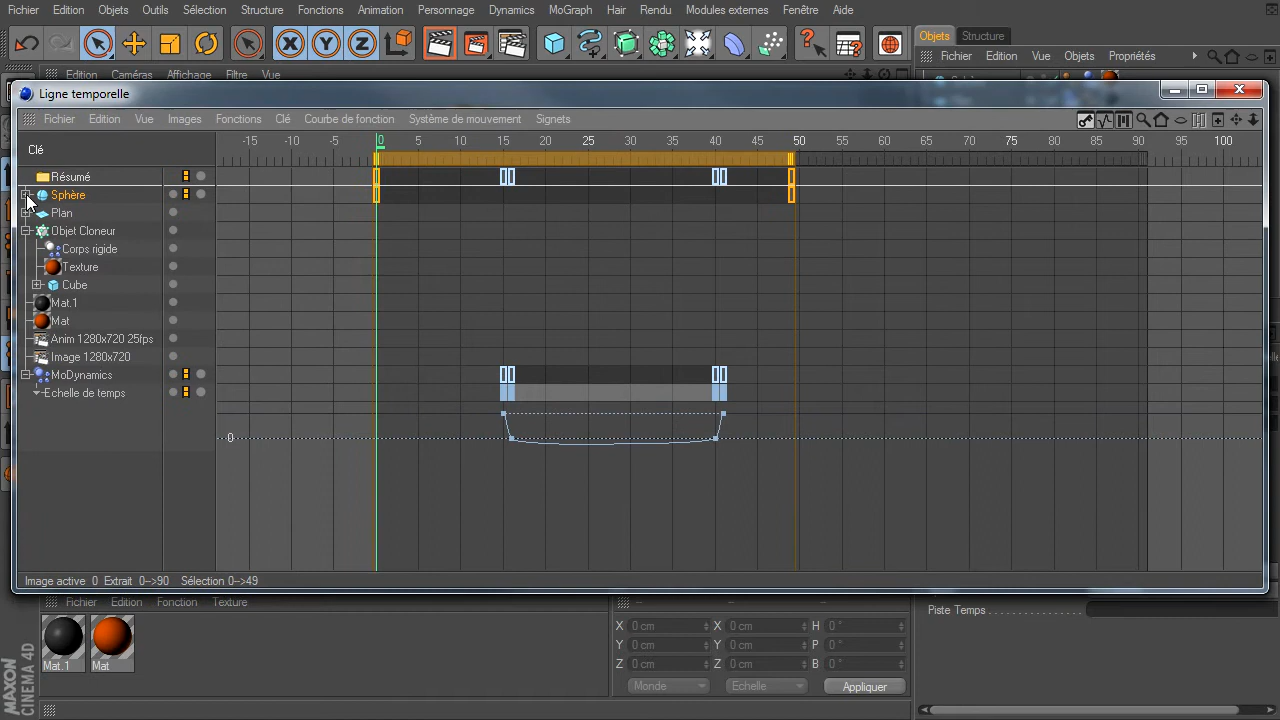 Fichier Edition Objets Outils Sélection Structure Fonctions Animation Personnage Dynamics MoGraph Hair Rendu Modules externes Fenêtre Aide
Objets Structure
X Y Z
Fichier Edition Vue Objets Propriétés
Edition Caméras Affichage Filtre Vue
Ligne temporelle
Fichier Edition Vue Images Fonctions Clé Courbe de fonction Système de mouvement Signets
-15 -10 -5 0 5 10 15 20 25 30 35 40 45 50 55 60 65 70 75 80 85 90 95 100
Clé
Résumé
Sphère
Plan
Objet Cloneur
Corps rigide
Texture
Cube
Mat.1
Mat
Anim 1280x720 25fps
Image 1280x720
MoDynamics
Echelle de temps
0
Image active 0 Extrait 0-->90 Sélection 0-->49
Fichier Edition Fonction Texture
-- -- --
Piste Temps
X 0 cm X 0 cm H 0 °
Y 0 cm Y 0 cm P 0 °
Z 0 cm Z 0 cm B 0 °
Mat.1 Mat
Monde Echelle Appliquer
MAXON
CINEMA 4D